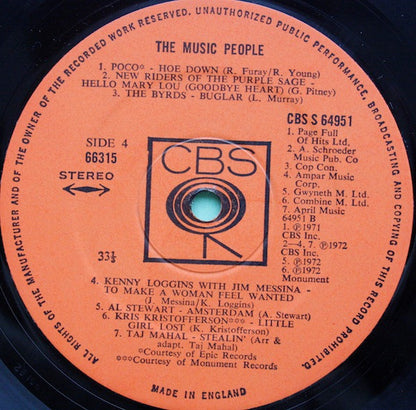 ALL RIGHTS OF THE MANUFACTURER AND OF THE OWNER OF THE RECORDED WORK RESERVED. UNAUTHORIZED PUBLIC PERFORMANCE, BROADCASTING AND COPYING OF THIS RECORD PROHIBITED.
THE MUSIC PEOPLE
1. POCO* - HOE DOWN (R. Furay/R. Young)
2. NEW RIDERS OF THE PURPLE SAGE -
HELLO MARY LOU (GOODBYE HEART) (G. Pitney)
3. THE BYRDS - BUGLAR (L. Murray)
SIDE 4
66315
STEREO
33⅓
CBS
CBS S 64951
1. Page Full
Of Hits Ltd.
2. A. Schroeder
Music Pub. Co
3. Cop Con.
4. Ampar Music
Corp.
5. Gwyneth M. Ltd.
6. Combine M. Ltd.
7. April Music
64951 B
1. ℗1971
CBS Inc.
2—4. 7. ℗ 1972
CBS Inc.
5. ℗1972
6. ℗ 1972
Monument
4. KENNY LOGGINS WITH JIM MESSINA -
TO MAKE A WOMAN FEEL WANTED
(J. Messina/K. Loggins)
5. AL STEWART - AMSTERDAM (A. Stewart)
6. KRIS KRISTOFFERSON°** - LITTLE
GIRL LOST (K. Kristofferson)
7. TAJ MAHAL - STEALIN' (Arr &
adapt. Taj Mahal)
*©Courtesy of Epic Records
°**©Courtesy of Monument Records
MADE IN ENGLAND